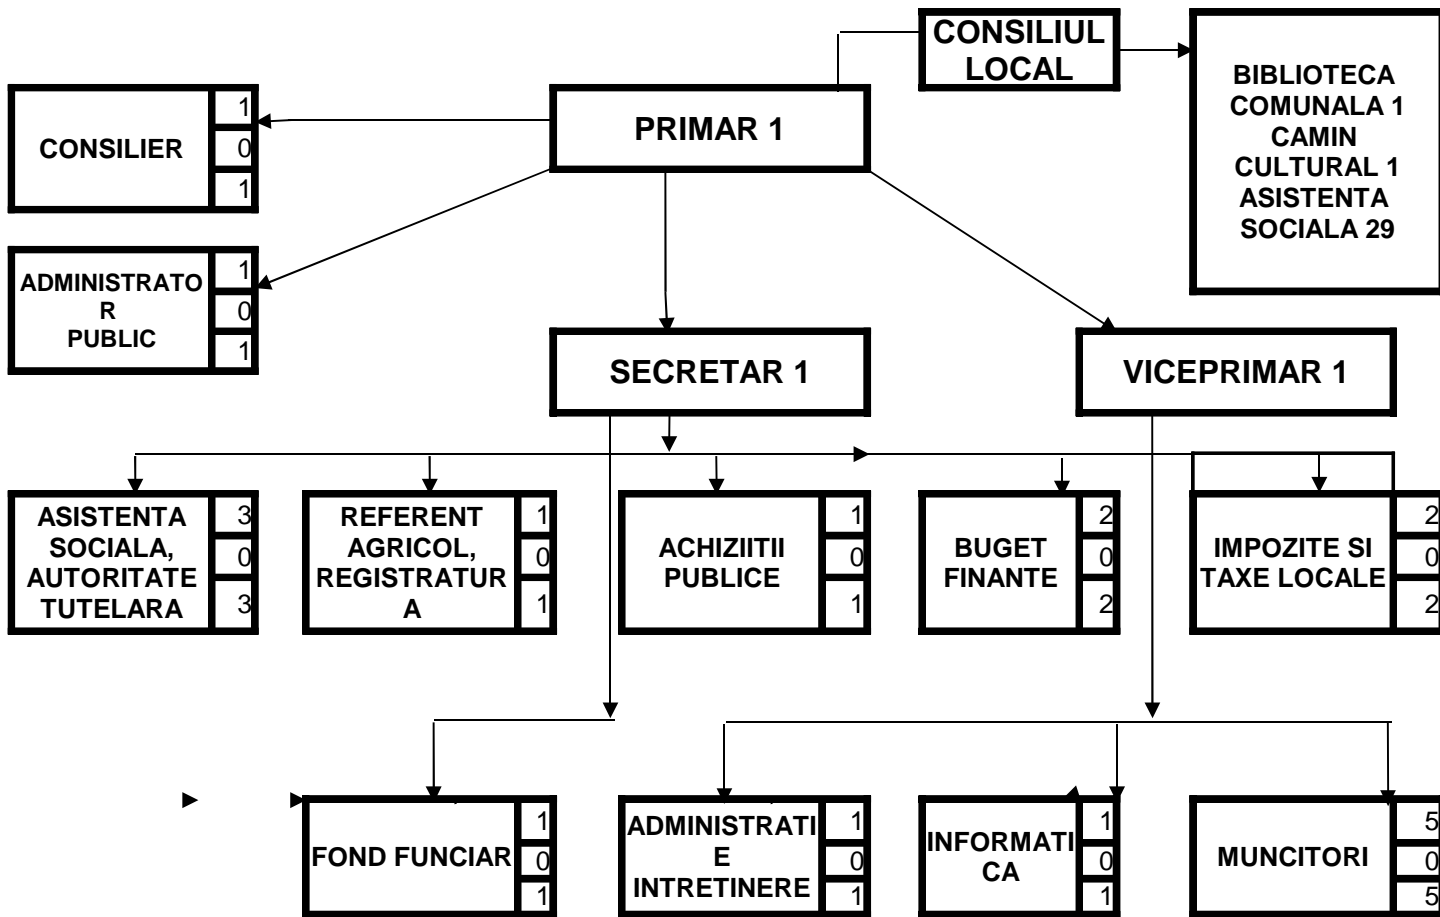 CONSILIUL
LOCAL
BIBLIOTECA
COMUNALA 1
CAMIN
CULTURAL 1
ASISTENTA
SOCIALA 29
PRIMAR 1
CONSILIER
1
0
1
ADMINISTRATO
R
PUBLIC
1
0
1
SECRETAR 1
VICEPRIMAR 1
ASISTENTA
SOCIALA,
AUTORITATE
TUTELARA
3
0
3
REFERENT
AGRICOL,
REGISTRATUR
A
1
0
1
ACHIZIITII
PUBLICE
1
0
1
BUGET
FINANTE
2
0
2
IMPOZITE SI
TAXE LOCALE
2
0
2
FOND FUNCIAR
1
0
1
ADMINISTRATI
E
INTRETINERE
1
0
1
INFORMATI
CA
1
0
1
MUNCITORI
5
0
5